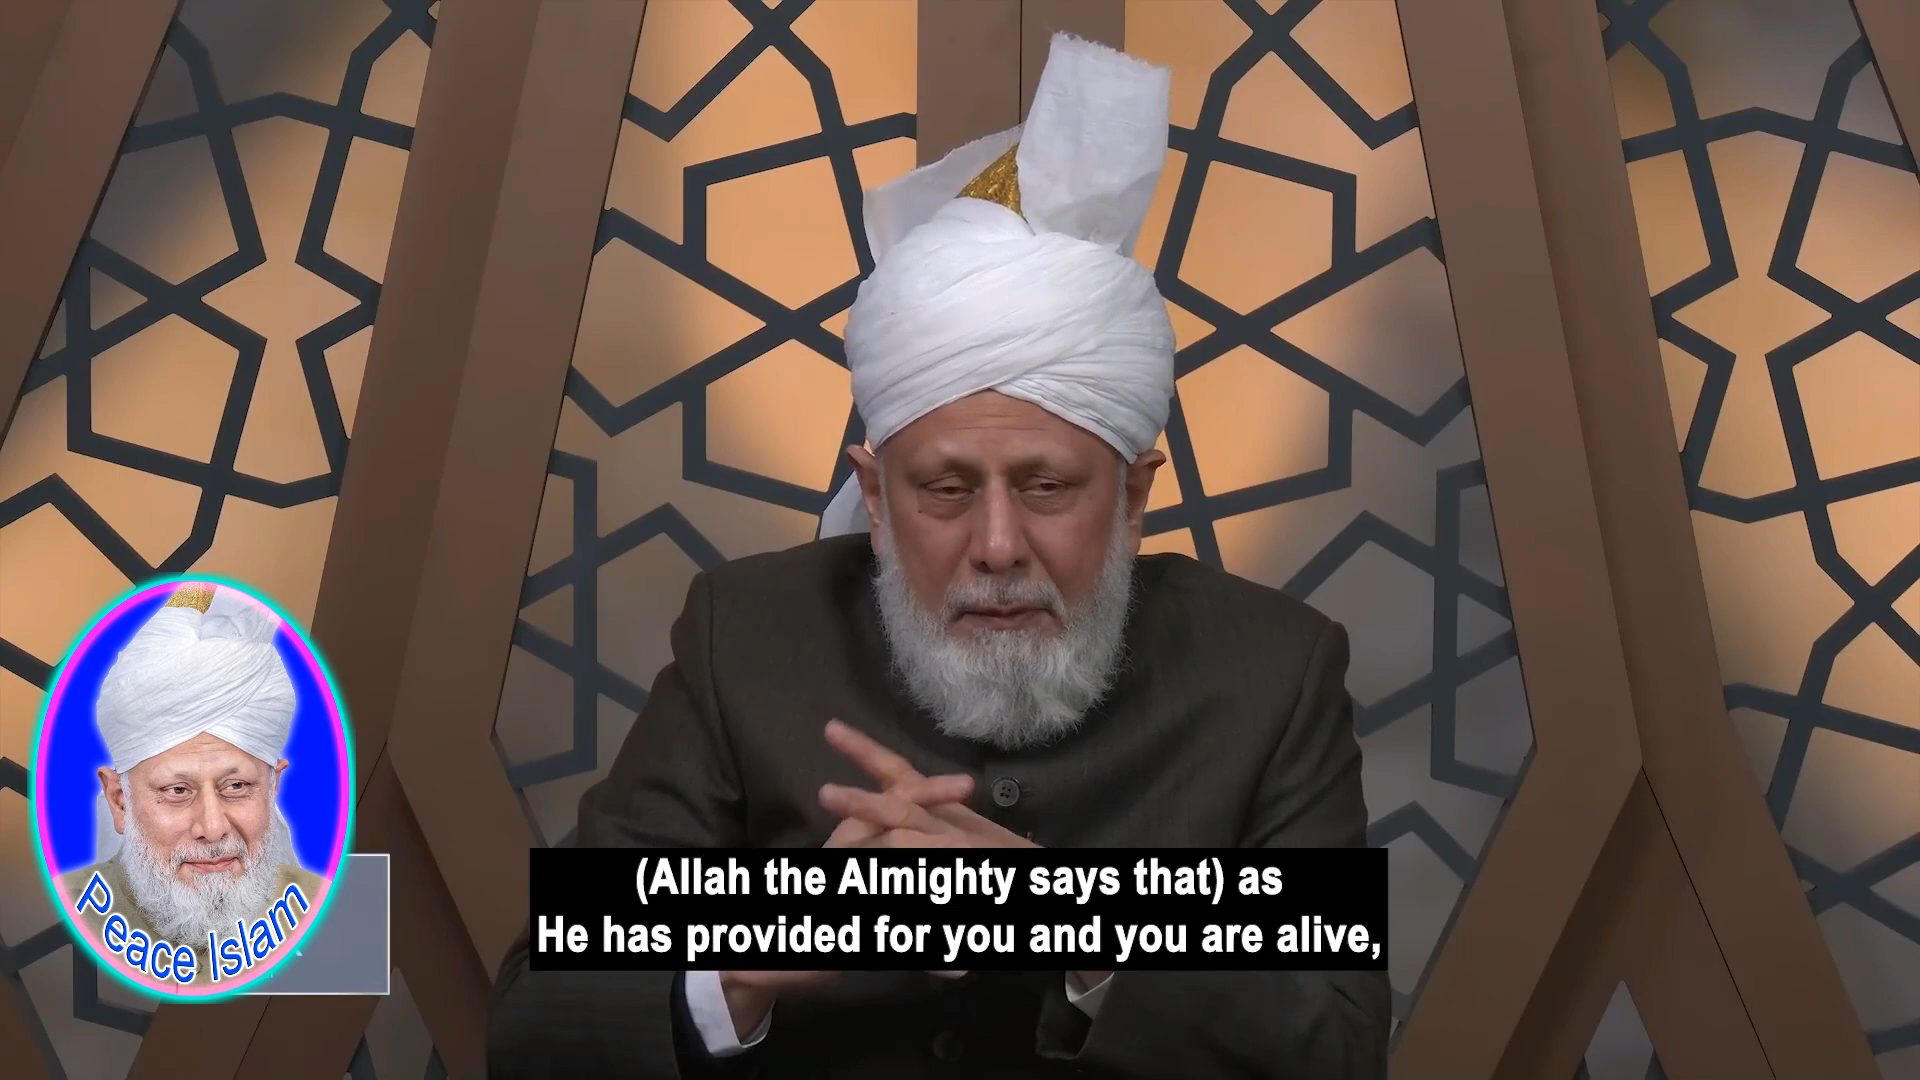 (Allah the Almighty says that) as
He has provided for you and you are alive,
Peace Islam